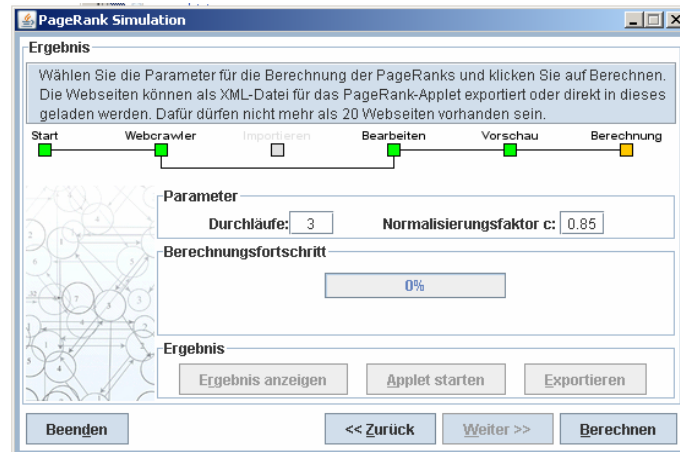 PageRank Simulation
Ergebnis
Wählen Sie die Parameter für die Berechnung der PageRanks und klicken Sie auf Berechnen.
Die Webseiten können als XML-Datei für das PageRank-Applet exportiert oder direkt in dieses
geladen werden. Dafür dürfen nicht mehr als 20 Webseiten vorhanden sein.
Start Webcrawler Importieren Bearbeiten Vorschau Berechnung
Parameter
Durchläufe: 3 Normalisierungsfaktor c: 0.85
Berechnungsfortschritt
0%
Ergebnis
Ergebnis anzeigen Applet starten Exportieren
Beenden << Zurück Weiter >> Berechnen